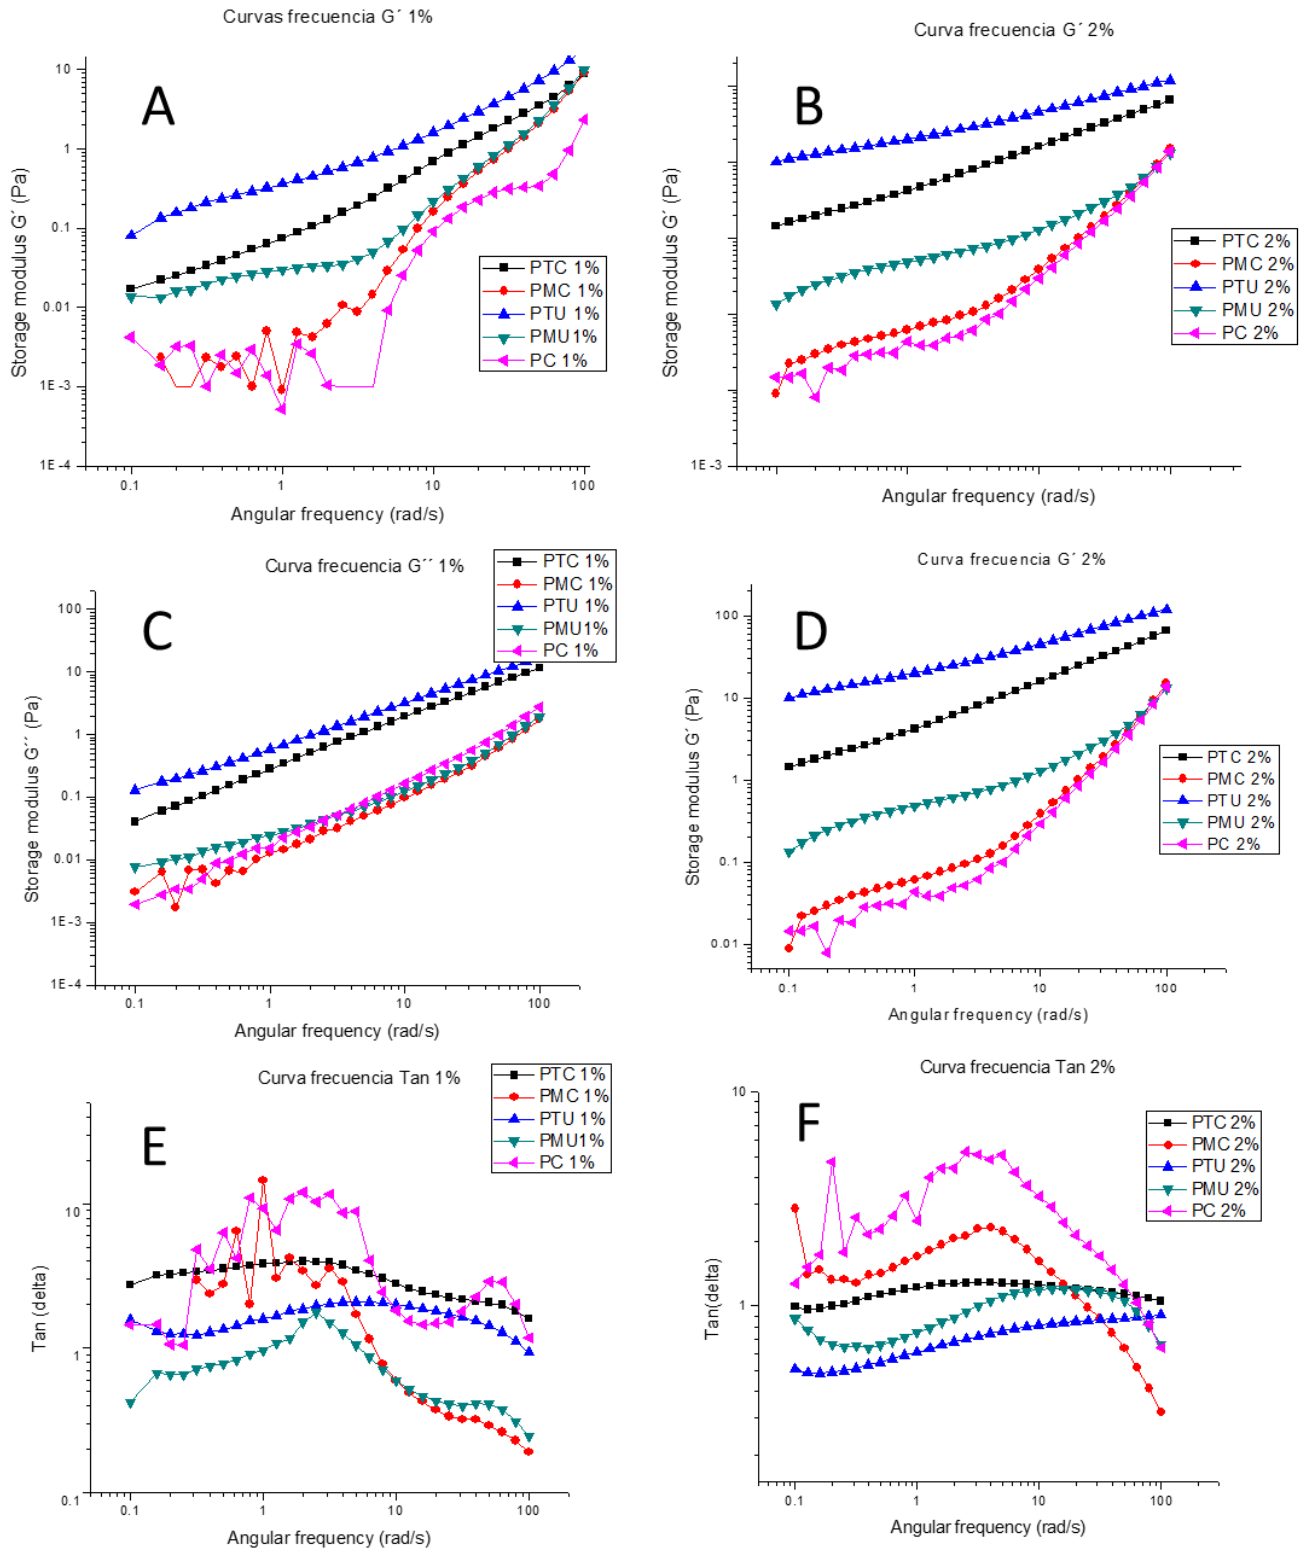 Curvas frecuencia G´ 1%
A
Storage modulus G´ (Pa)
10
1
0.1
0.01
1E-3
1E-4
0.1
1
10
100
Angular frequency (rad/s)
PTC 1%
PMC 1%
PTU 1%
PMU1%
PC 1%
Curva frecuencia G´ 2%
B
Storage modulus G´ (Pa)
1E-3
Angular frequency (rad/s)
PTC 2%
PMC 2%
PTU 2%
PMU 2%
PC 2%
Curva frecuencia G´´ 1%
C
Storage modulus G´´ (Pa)
100
10
1
0.1
0.01
1E-3
1E-4
0.1
1
10
100
Angular frequency (rad/s)
PTC 1%
PMC 1%
PTU 1%
PMU1%
PC 1%
Curva frecuencia G´ 2%
D
Storage modulus G´ (Pa)
100
10
1
0.1
0.01
0.1
1
10
100
Angular frequency (rad/s)
PTC 2%
PMC 2%
PTU 2%
PMU 2%
PC 2%
Curva frecuencia Tan 1%
E
Tan (delta)
10
1
0.1
0.1
1
10
100
Angular frequency (rad/s)
PTC 1%
PMC 1%
PTU 1%
PMU1%
PC 1%
Curva frecuencia Tan 2%
F
Tan(delta)
10
1
0.1
1
10
100
Angular frequency (rad/s)
PTC 2%
PMC 2%
PTU 2%
PMU 2%
PC 2%